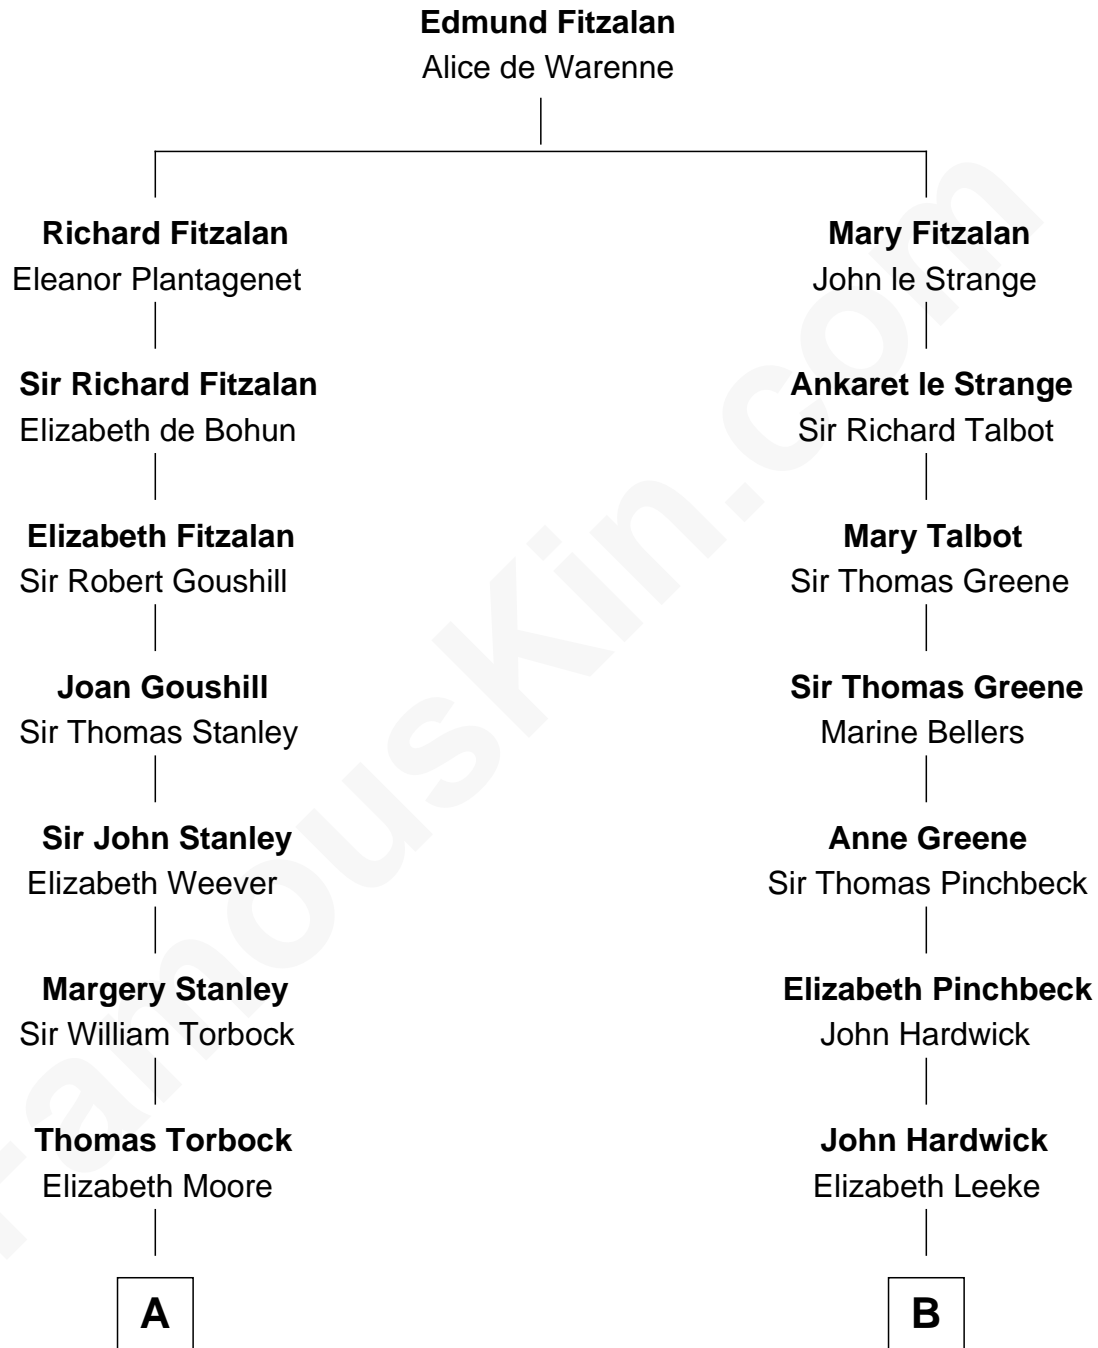 Edmund Fitzalan
Alice de Warenne
Richard Fitzalan
Eleanor Plantagenet
Mary Fitzalan
John le Strange
Sir Richard Fitzalan
Elizabeth de Bohun
Ankaret le Strange
Sir Richard Talbot
Elizabeth Fitzalan
Sir Robert Goushill
Mary Talbot
Sir Thomas Greene
Joan Goushill
Sir Thomas Stanley
Sir Thomas Greene
Marine Bellers
Sir John Stanley
Elizabeth Weever
Anne Greene
Sir Thomas Pinchbeck
Margery Stanley
Sir William Torbock
Elizabeth Pinchbeck
John Hardwick
Thomas Torbock
Elizabeth Moore
John Hardwick
Elizabeth Leeke
A
B
FamousKin.com